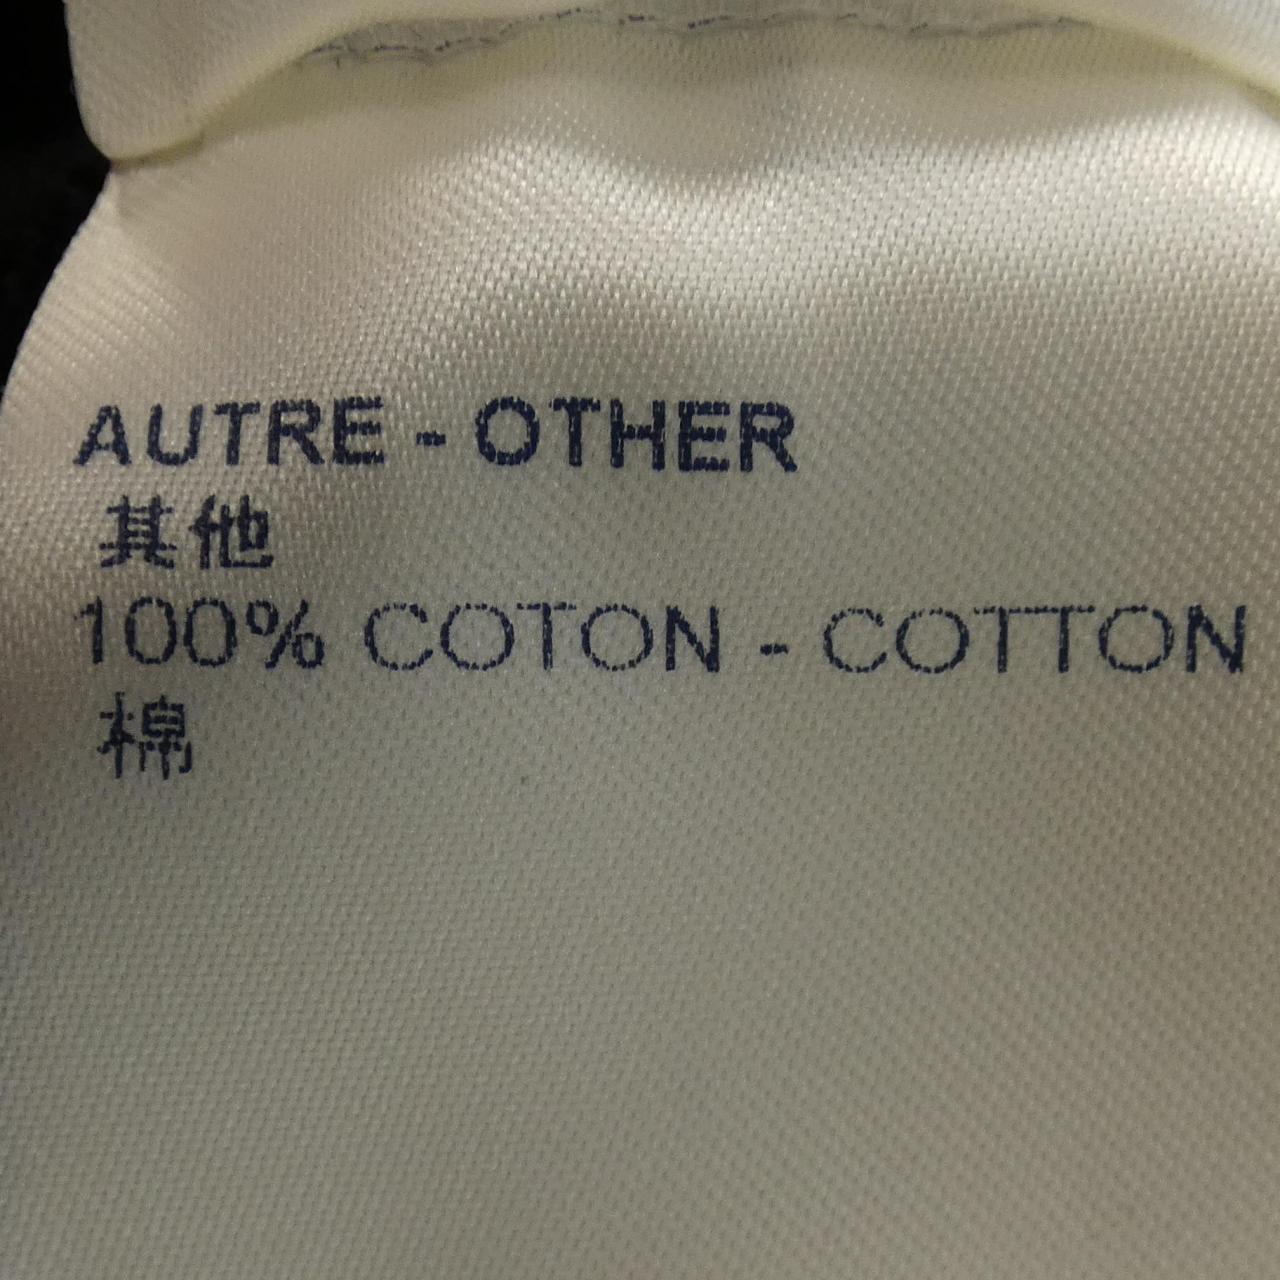 AUTRE - OTHER
其他
100% COTON - COTTON
棉